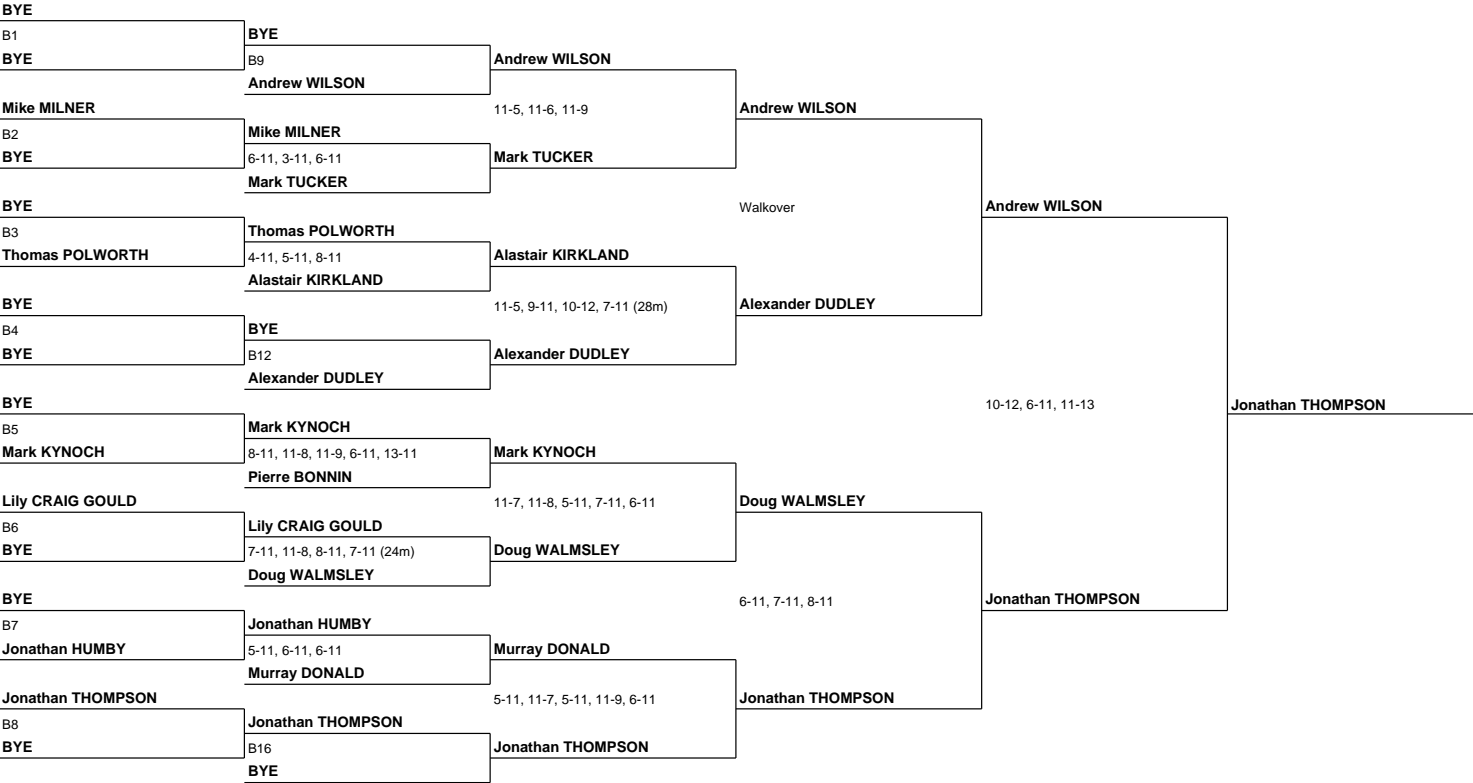 BYE
B1
BYE
Mike MILNER
B2
BYE
BYE
B3
Thomas POLWORTH
BYE
B4
BYE
BYE
B5
Mark KYNOCH
Lily CRAIG GOULD
B6
BYE
BYE
B7
Jonathan HUMBY
Jonathan THOMPSON
B8
BYE
BYE
B9
Andrew WILSON
Mike MILNER
6-11, 3-11, 6-11
Mark TUCKER
Thomas POLWORTH
4-11, 5-11, 8-11
Alastair KIRKLAND
BYE
B12
Alexander DUDLEY
Mark KYNOCH
8-11, 11-8, 11-9, 6-11, 13-11
Pierre BONNIN
Lily CRAIG GOULD
7-11, 11-8, 8-11, 7-11 (24m)
Doug WALMSLEY
Jonathan HUMBY
5-11, 6-11, 6-11
Murray DONALD
Jonathan THOMPSON
B16
BYE
Andrew WILSON
11-5, 11-6, 11-9
Mark TUCKER
Alastair KIRKLAND
11-5, 9-11, 10-12, 7-11 (28m)
Alexander DUDLEY
Mark KYNOCH
11-7, 11-8, 5-11, 7-11, 6-11
Doug WALMSLEY
Murray DONALD
5-11, 11-7, 5-11, 11-9, 6-11
Jonathan THOMPSON
Andrew WILSON
Walkover
Alexander DUDLEY
Doug WALMSLEY
6-11, 7-11, 8-11
Jonathan THOMPSON
Andrew WILSON
10-12, 6-11, 11-13
Jonathan THOMPSON
Jonathan THOMPSON